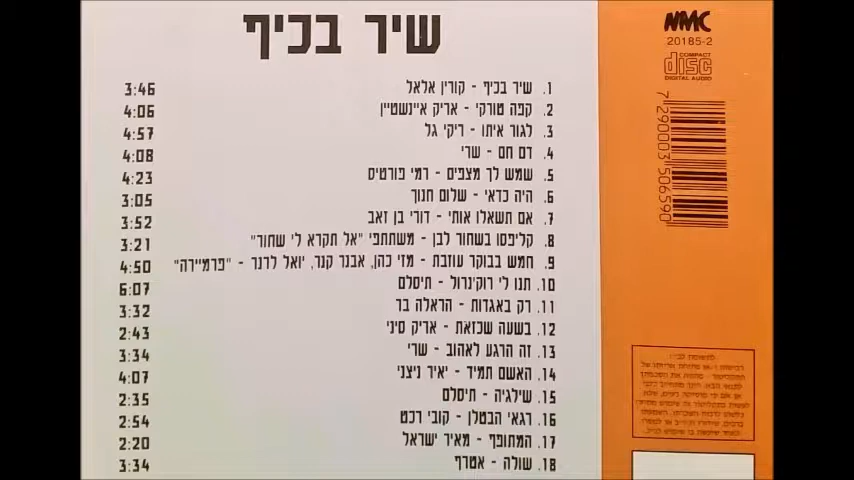 שיר בכיף
1. שיר בכיף - קורין אלאל 3:46
2. קפה טורקי - אריק איינשטיין 4:06
3. לגור איתו - ריקי גל 4:57
4. דם חם - שרי 4:08
5. שמש לך מצפים - רמי פורטיס 4:23
6. היה כדאי - שלום חנוך 3:05
7. אם תשאלו אותי - דורי בן זאב 3:52
8. קליפסו בשחור לבן - משתתפי "אל תקרא לי שחור" 3:21
9. חמש בבוקר עוזבת - מזי כהן, אבנר קנר, יואל לרנר - "פרמיירה" 4:50
10. תנו לי רוק'נרול - תיסלם 6:07
11. רק באגדות - הראלה בר 3:32
12. בשעה שכזאת - אריק סיני 2:43
13. זה הרגע לאהוב - שרי 3:34
14. האשם תמיד - יאיר ניצני 4:07
15. שילגיה - תיסלם 2:35
16. רגאי הבטלן - קובי רכט 2:54
17. המתופף - מאיר ישראל 2:20
18. שולה - אטרף 3:34
NMC
20185-2
COMPACT
disc
DIGITAL AUDIO
7 290003 506590